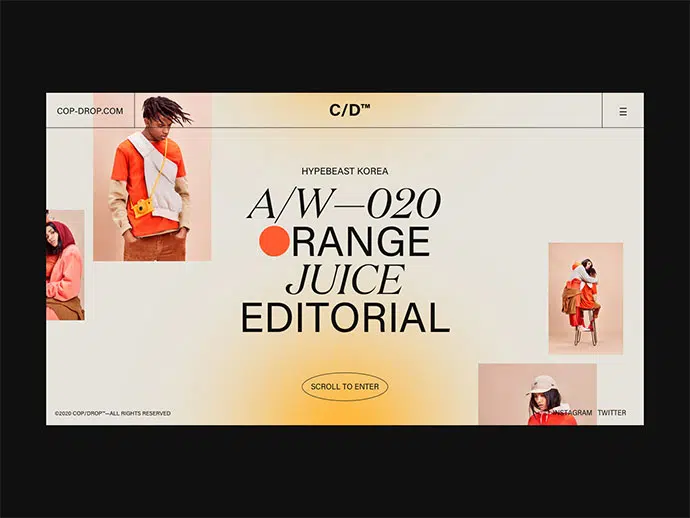 COP-DROP.COM
C/D™
☰
HYPEBEAST KOREA
A/W—020
ORANGE
JUICE
EDITORIAL
SCROLL TO ENTER
©2020 COP/DROP™—ALL RIGHTS RESERVED
INSTAGRAM TWITTER